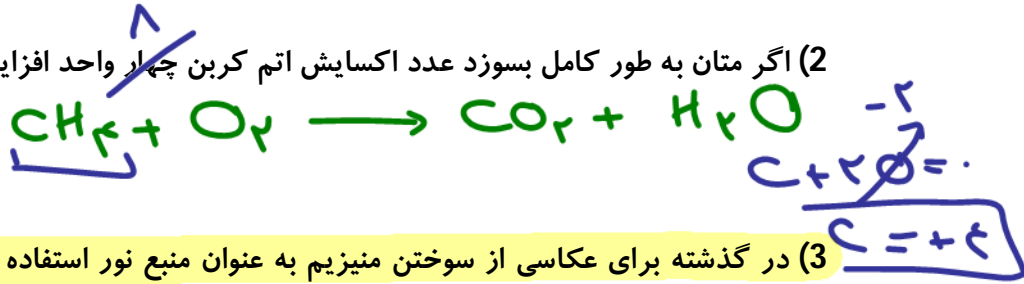 ۸
2) اگر متان به طور کامل بسوزد عدد اکسایش اتم کربن چهار واحد افزای
CH۴ + O۲ → CO۲ + H۲O
-۲
C+۲O=۰
C=+۴
3) در گذشته برای عکاسی از سوختن منیزیم به عنوان منبع نور استفاده